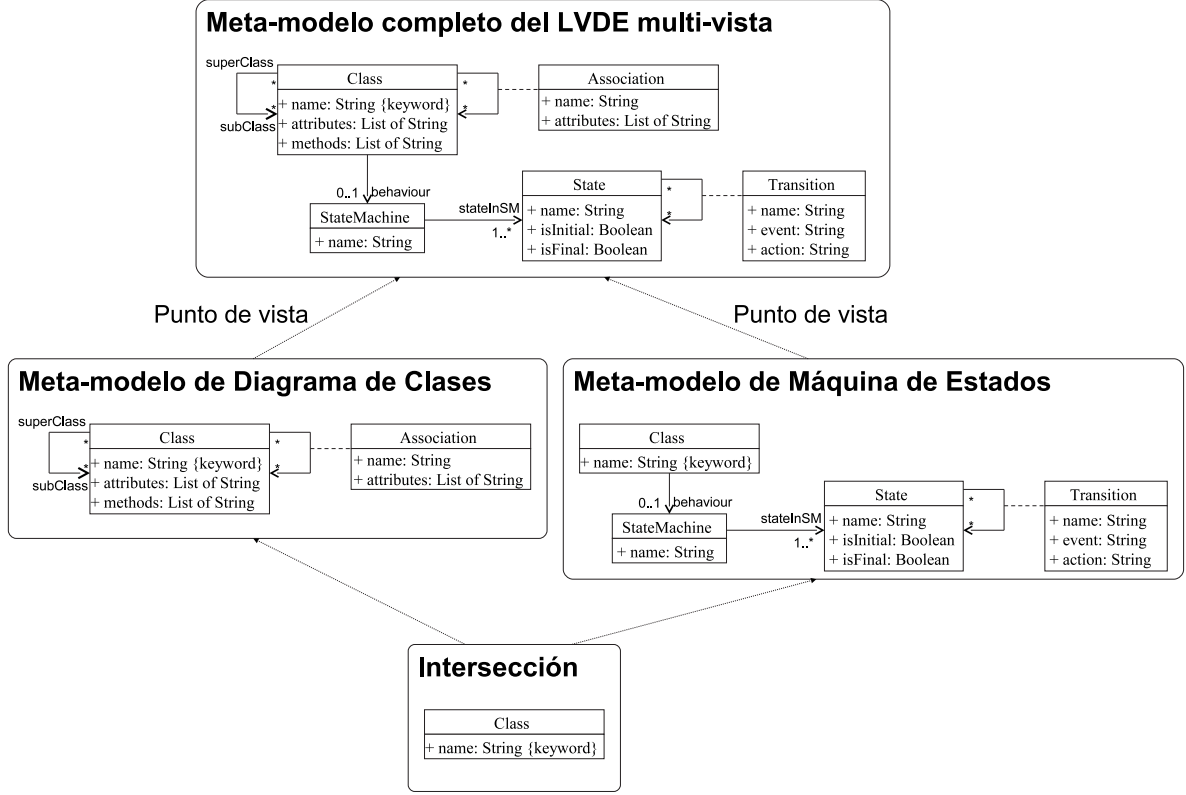 Meta-modelo completo del LVDE multi-vista
superClass
*
*
subClass
Class
+ name: String {keyword}
+ attributes: List of String
+ methods: List of String
*
*
Association
+ name: String
+ attributes: List of String
0..1 behaviour
StateMachine
+ name: String
stateInSM
1..*
State
+ name: String
+ isInitial: Boolean
+ isFinal: Boolean
*
*
Transition
+ name: String
+ event: String
+ action: String
Punto de vista
Punto de vista
Meta-modelo de Diagrama de Clases
superClass
*
*
subClass
Class
+ name: String {keyword}
+ attributes: List of String
+ methods: List of String
*
*
Association
+ name: String
+ attributes: List of String
Meta-modelo de Máquina de Estados
Class
+ name: String {keyword}
0..1 behaviour
StateMachine
+ name: String
stateInSM
1..*
State
+ name: String
+ isInitial: Boolean
+ isFinal: Boolean
*
*
Transition
+ name: String
+ event: String
+ action: String
Intersección
Class
+ name: String {keyword}